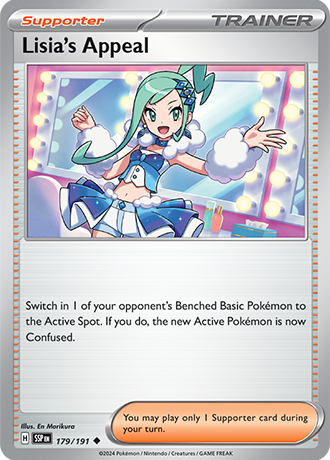 Supporter TRAINER
Lisia's Appeal
Switch in 1 of your opponent's Benched Basic Pokémon to
the Active Spot. If you do, the new Active Pokémon is now
Confused.
Illus. En Morikura
H SSP EN 179/191 ◆
You may play only 1 Supporter card during
your turn.
©2024 Pokémon / Nintendo / Creatures / GAME FREAK